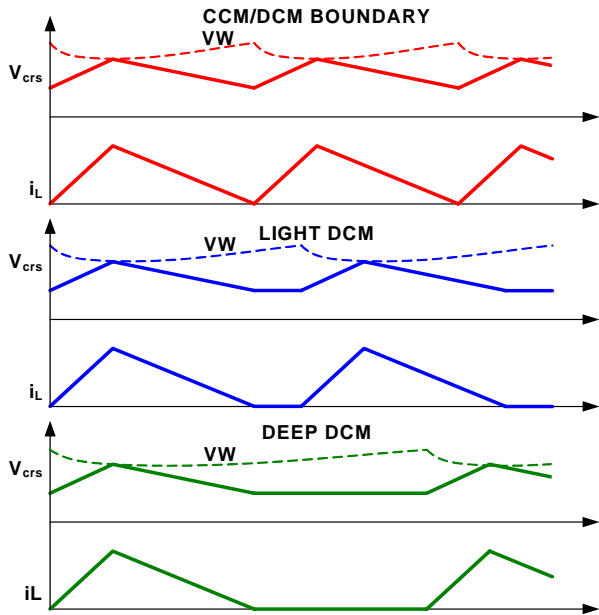 CCM/DCM BOUNDARY
VW
Vcrs
iL
LIGHT DCM
VW
Vcrs
iL
DEEP DCM
VW
Vcrs
iL